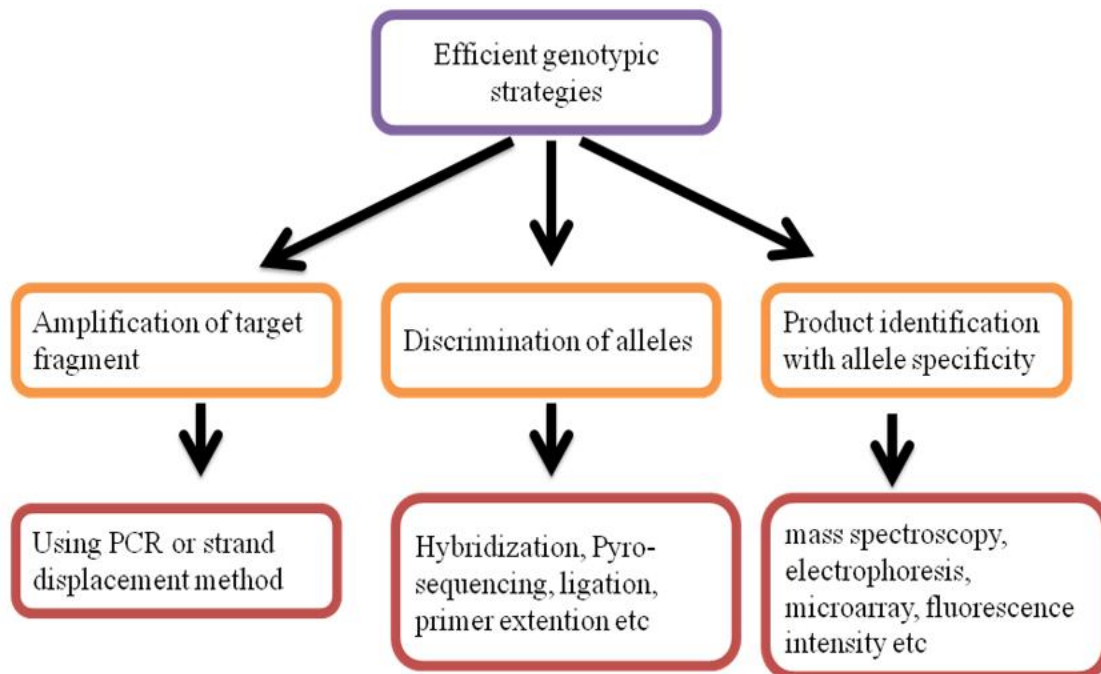 Efficient genotypic
strategies
Amplification of target
fragment
Discrimination of alleles
Product identification
with allele specificity
Using PCR or strand
displacement method
Hybridization, Pyro-
sequencing, ligation,
primer extention etc
mass spectroscopy,
electrophoresis,
microarray, fluorescence
intensity etc